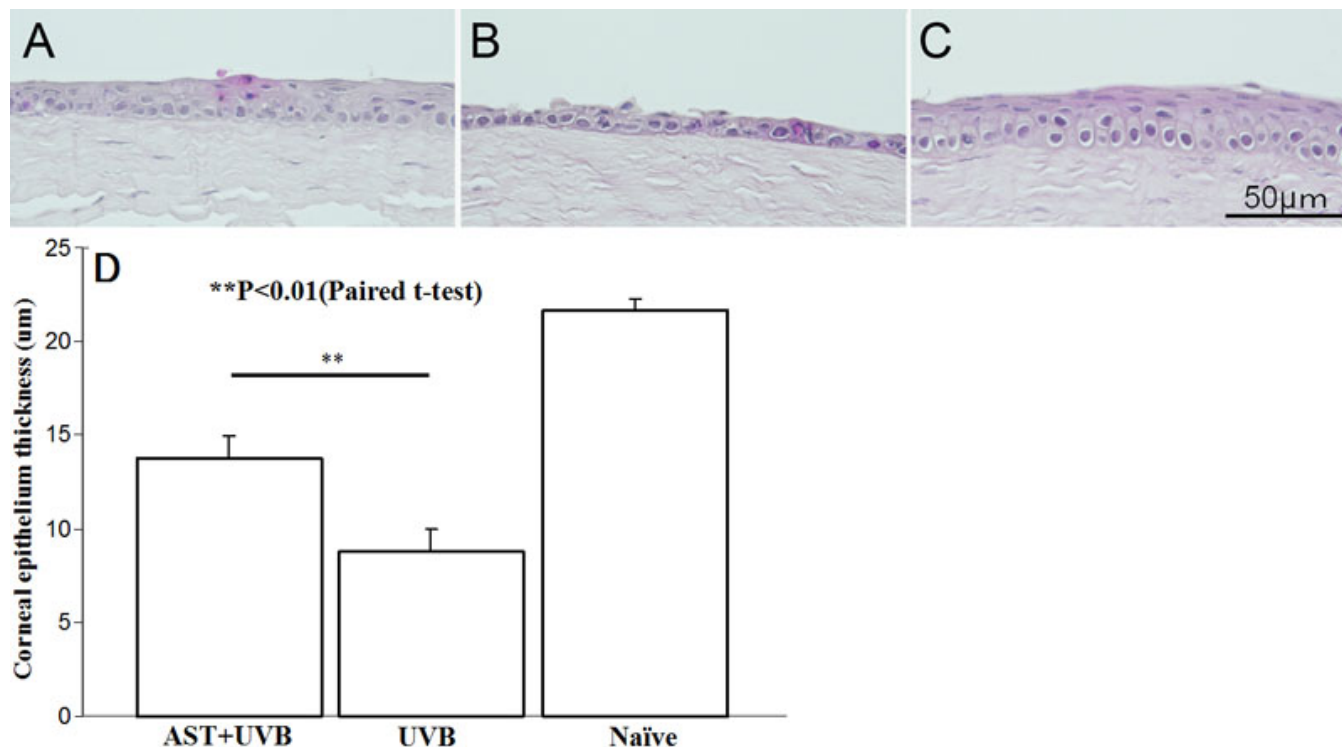 A
B
C
50µm
D
**P<0.01(Paired t-test)
**
Corneal epithelium thickness (um)
25
20
15
10
5
0
AST+UVB
UVB
Naïve